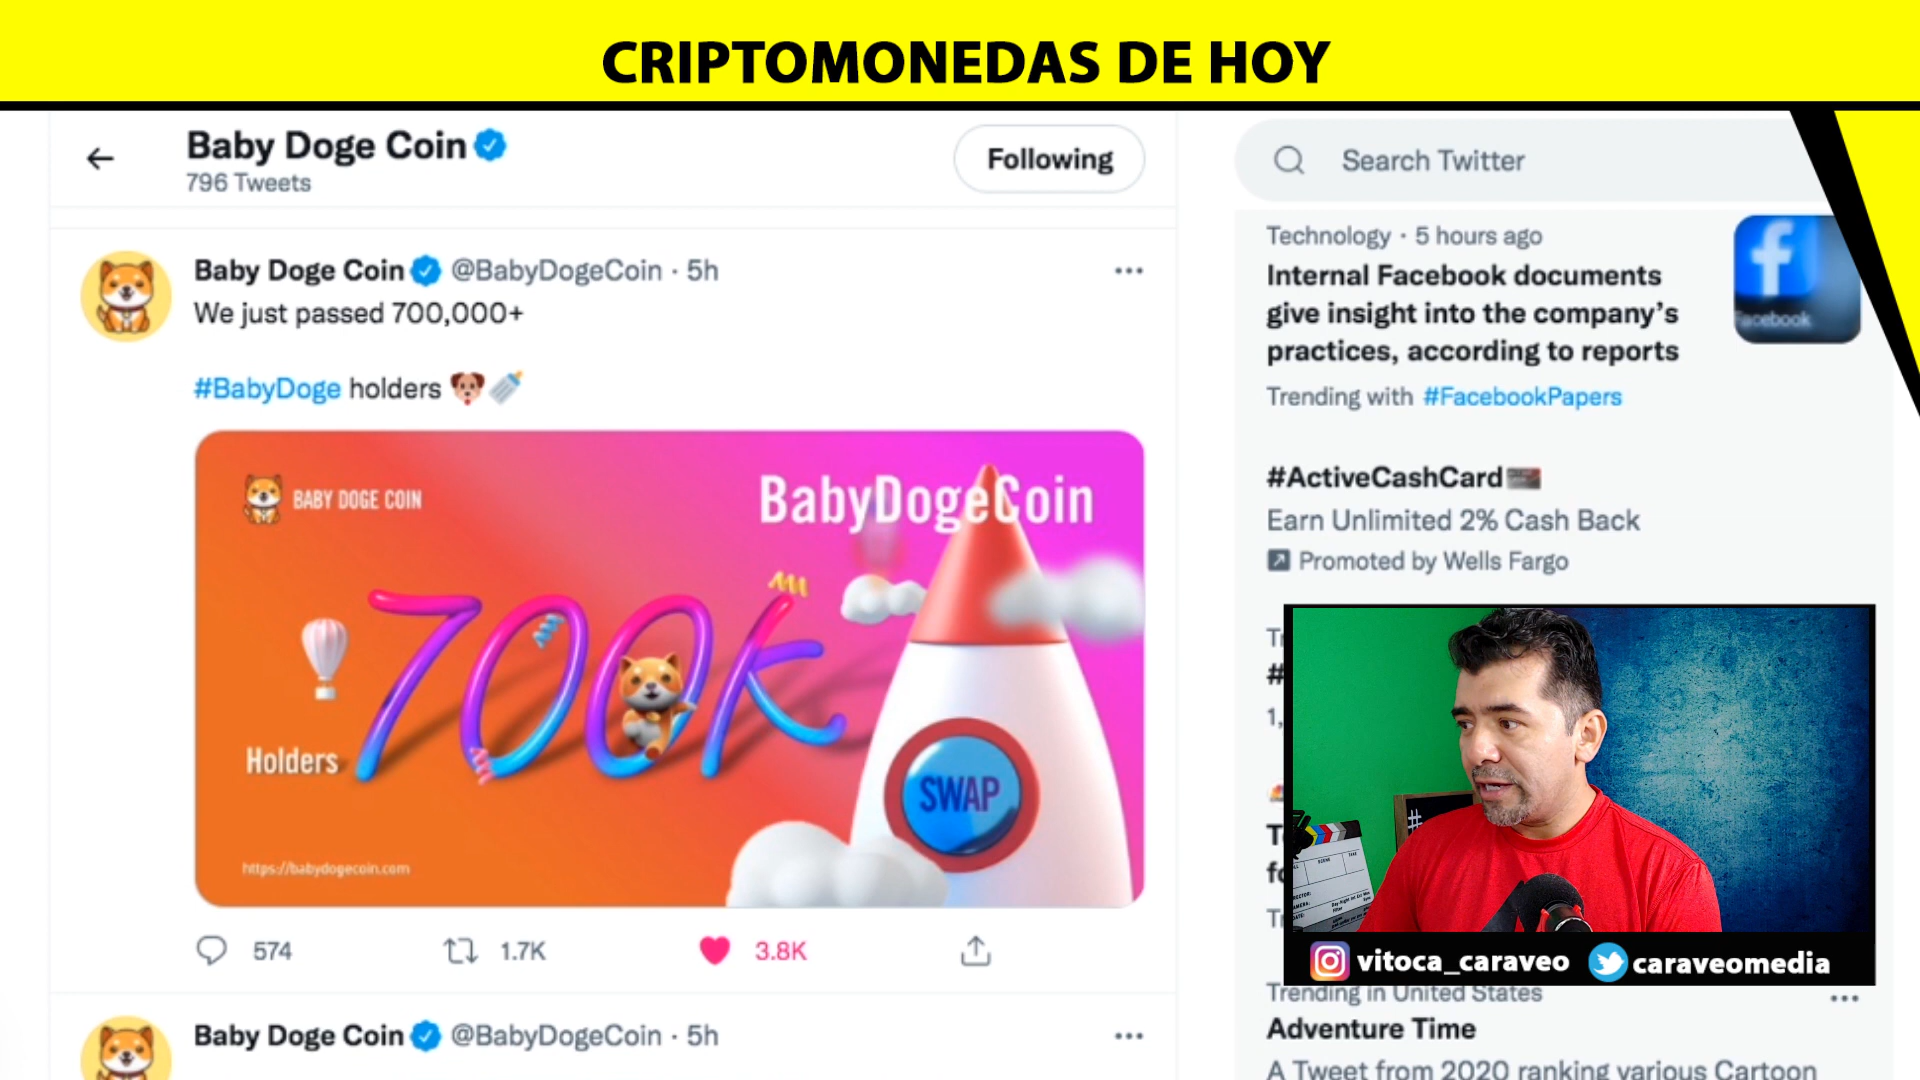 CRIPTOMONEDAS DE HOY
Baby Doge Coin
796 Tweets
Following
Search Twitter
Baby Doge Coin @BabyDogeCoin · 5h
We just passed 700,000+
#BabyDoge holders
BABY DOGE COIN
BabyDogeCoin
700K
Holders
SWAP
https://babydogecoin.com
574
1.7K
3.8K
Baby Doge Coin @BabyDogeCoin · 5h
Technology · 5 hours ago
Internal Facebook documents
give insight into the company's
practices, according to reports
Trending with #FacebookPapers
facebook
#ActiveCashCard
Earn Unlimited 2% Cash Back
Promoted by Wells Fargo
#
1,
#
SCENE
TAKE
vitoca_caraveo
caraveomedia
Trending in United States
Adventure Time
A Tweet from 2020 ranking various Cartoon